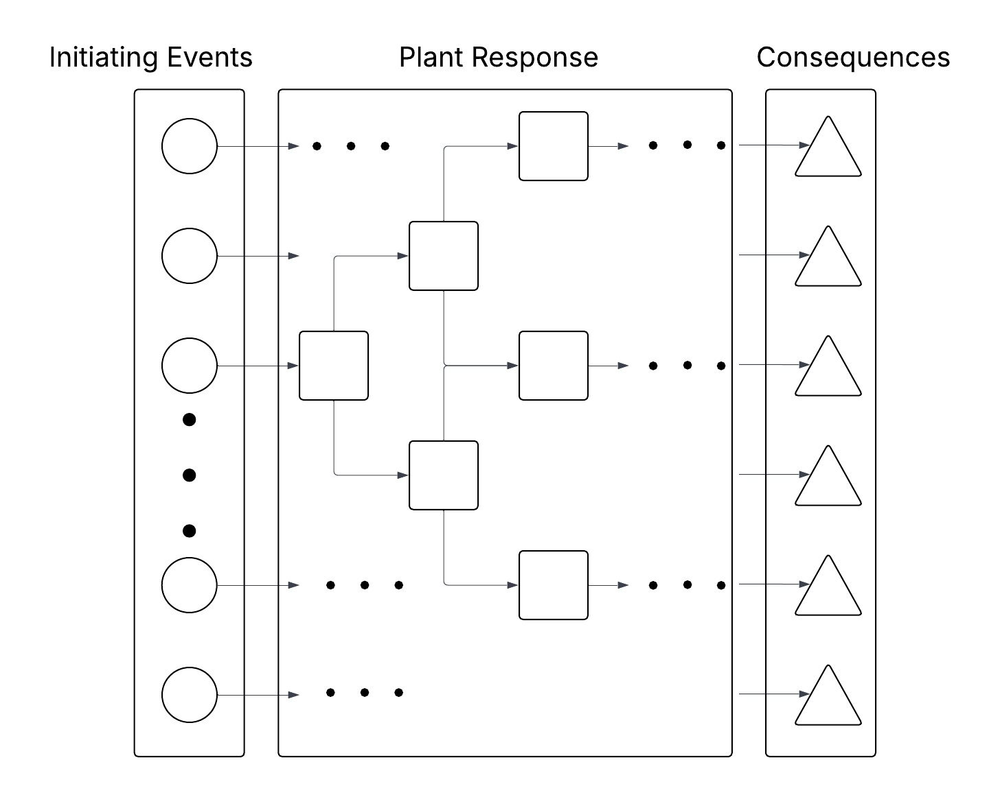 Initiating Events
Plant Response
Consequences